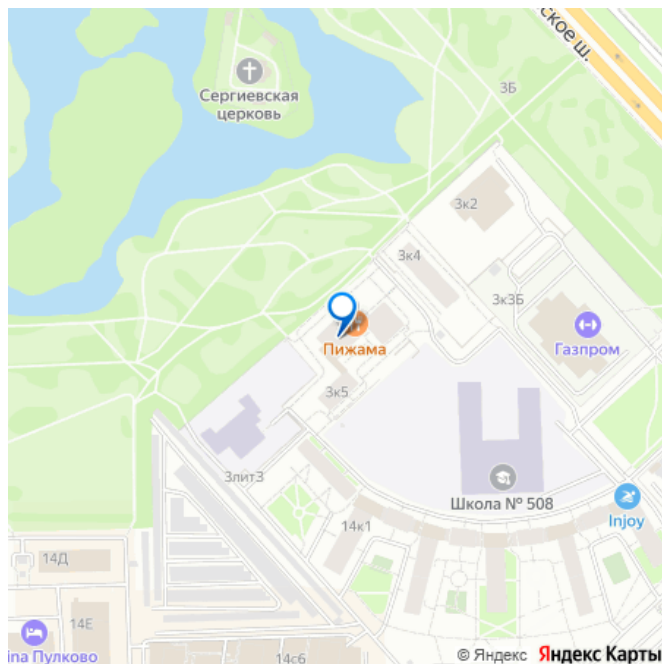 ское ш.
Сергиевская
церковь
3Б
3к2
3к4
3к3Б
Пижама
Газпром
3к5
3лит3
Школа № 508
14к1
Injoy
14Д
14Е
ina Пулково
14с6
© Яндекс Яндекс Карты